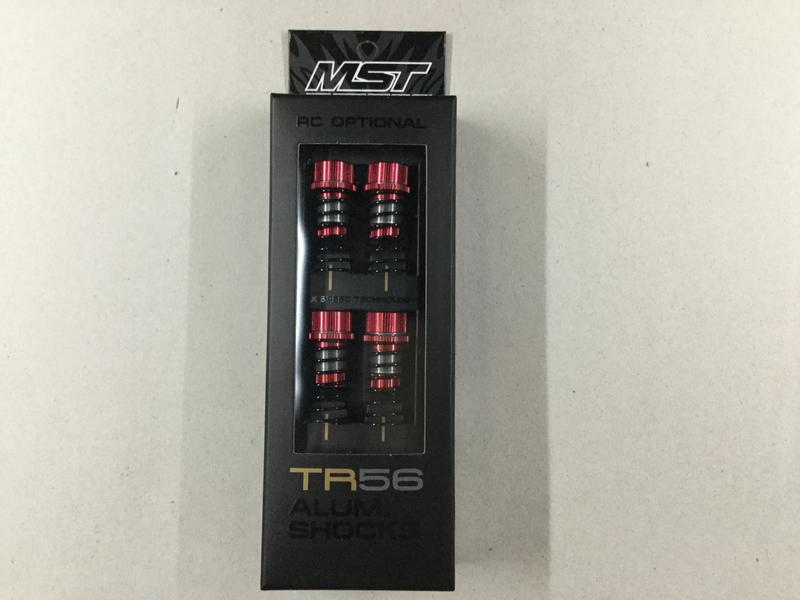 MST
RC OPTIONAL
X SPEED TECHNOLOGY
TR56
ALUM.
SHOCKS